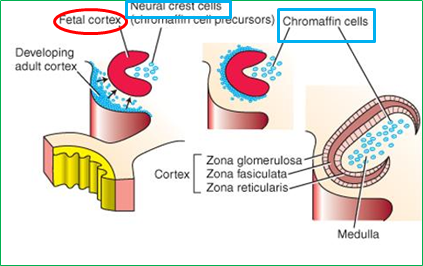 Neural crest cells
Fetal cortex
(chromaffin cell precursors)
Chromaffin cells
Developing
adult cortex
Cortex
Zona glomerulosa
Zona fasiculata
Zona reticularis
Medulla